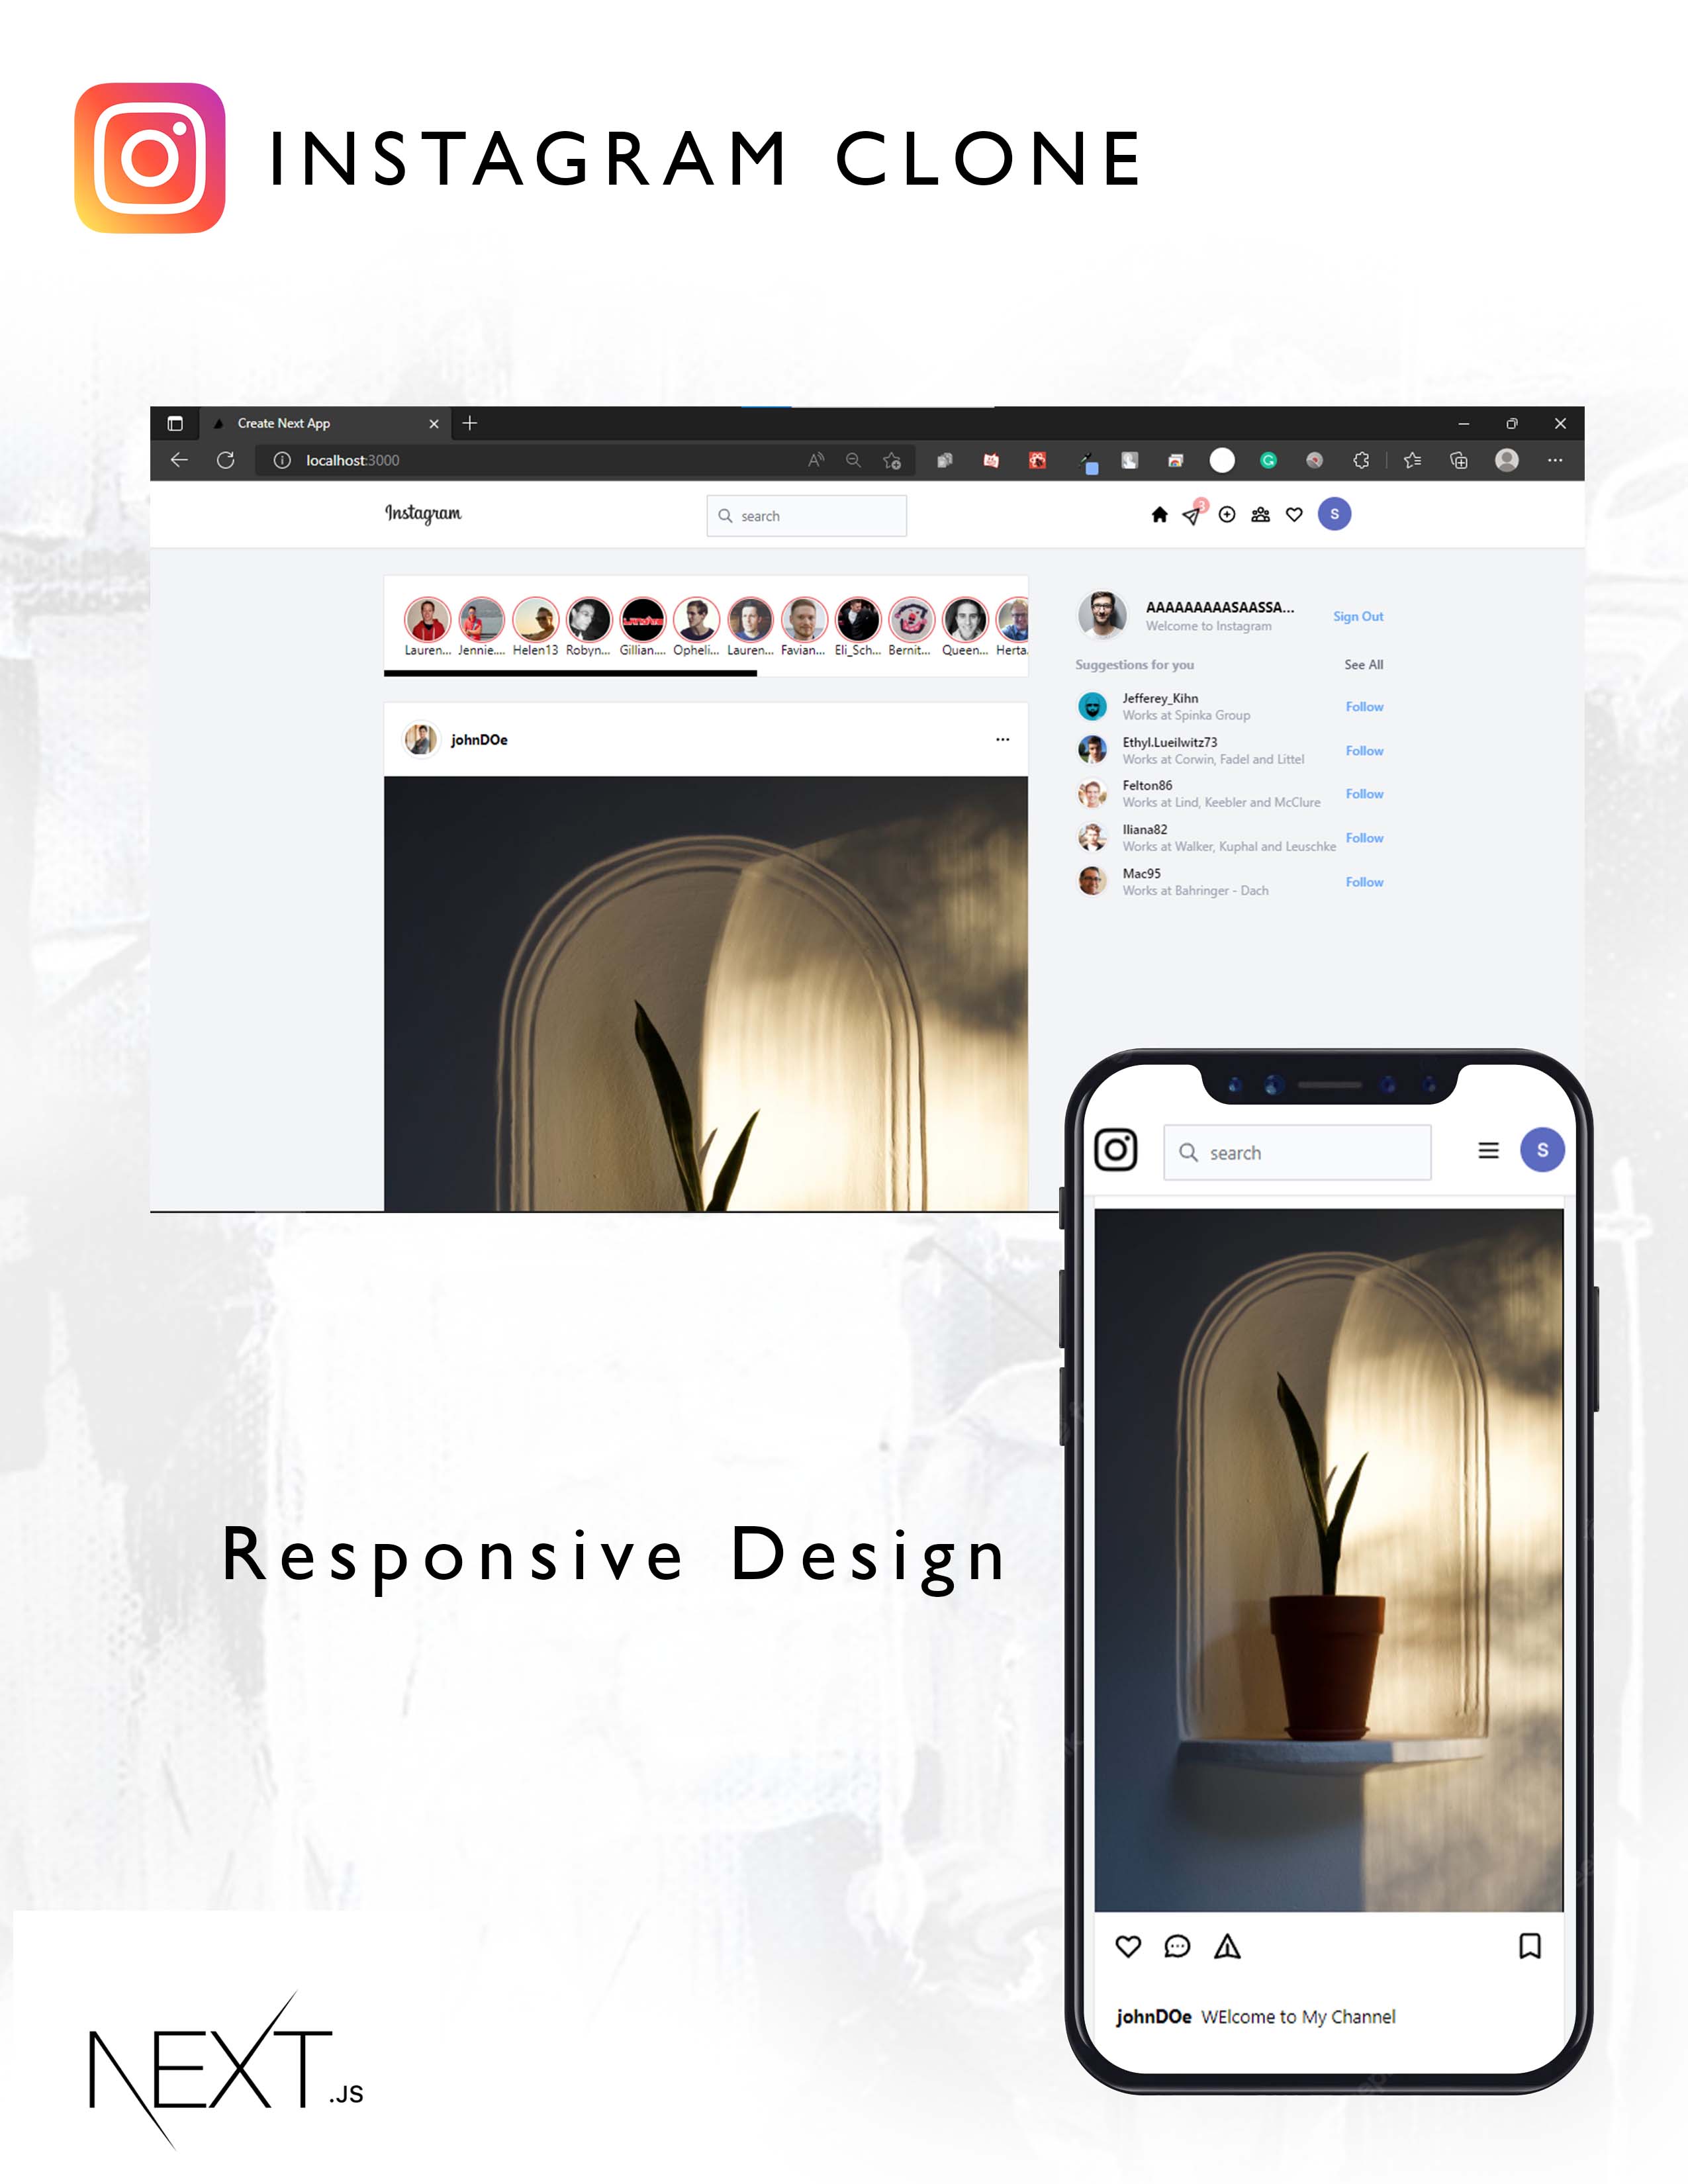 INSTAGRAM CLONE
Create Next App
localhost:3000
Instagram
search
3
S
Lauren... Jennie.... Helen13 Robyn... Gillian.... Opheli... Lauren... Favian... Eli_Sch... Bernit... Queen... Herta.
AAAAAAAAASAASSA...
Welcome to Instagram
Sign Out
Suggestions for you
See All
Jefferey_Kihn
Works at Spinka Group
Follow
Ethyl.Lueilwitz73
Works at Corwin, Fadel and Littel
Follow
Felton86
Works at Lind, Keebler and McClure
Follow
Iliana82
Works at Walker, Kuphal and Leuschke
Follow
Mac95
Works at Bahringer - Dach
Follow
johnDOe
search
S
Responsive Design
johnDOe WElcome to My Channel
NEXT.JS